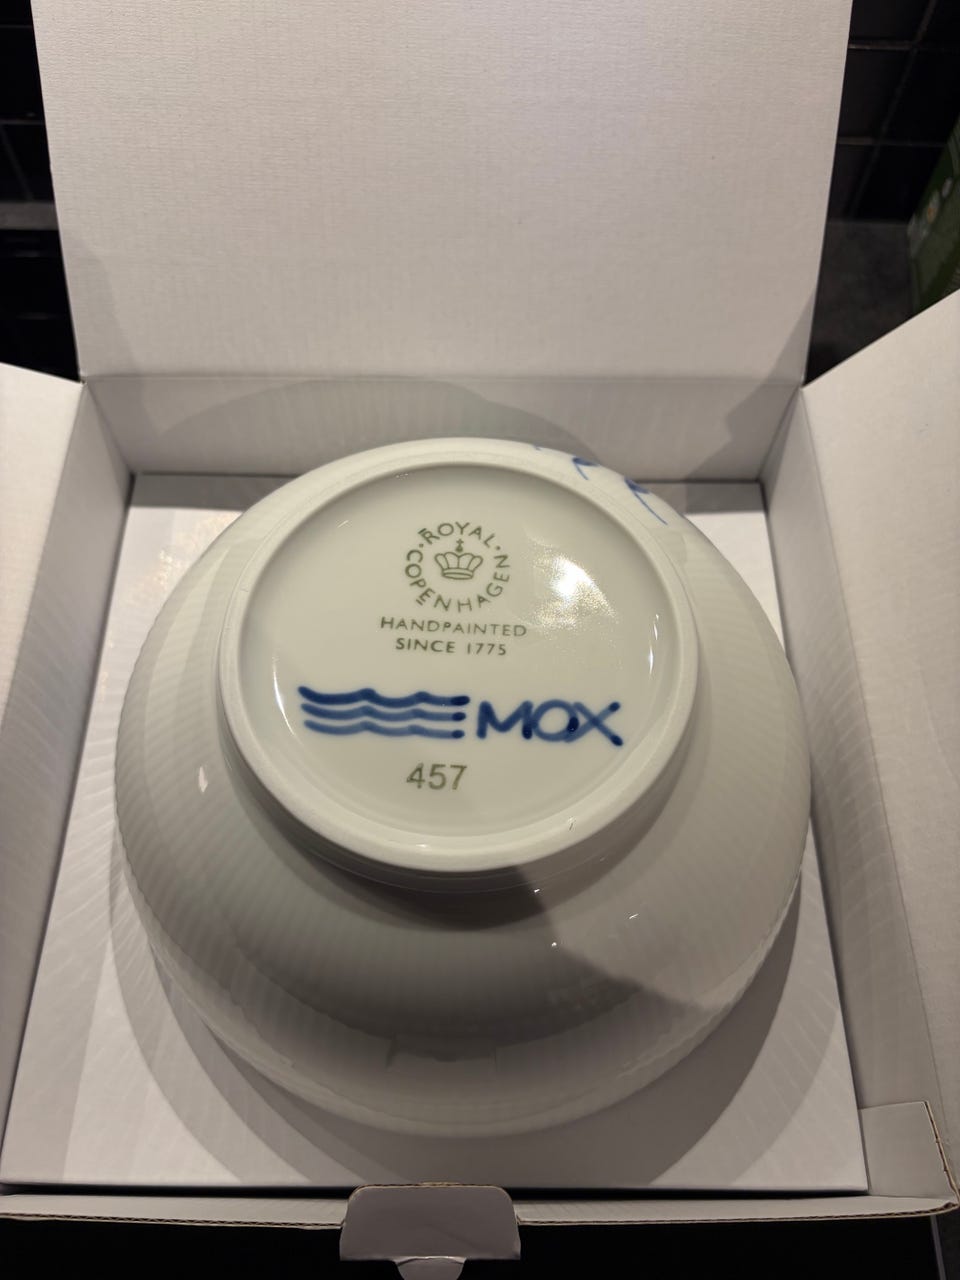 ROYAL
COPENHAGEN
HANDPAINTED
SINCE 1775
MOX
457